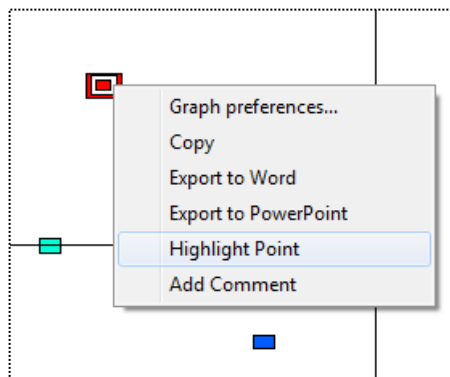 Graph preferences...
Copy
Export to Word
Export to PowerPoint
Highlight Point
Add Comment